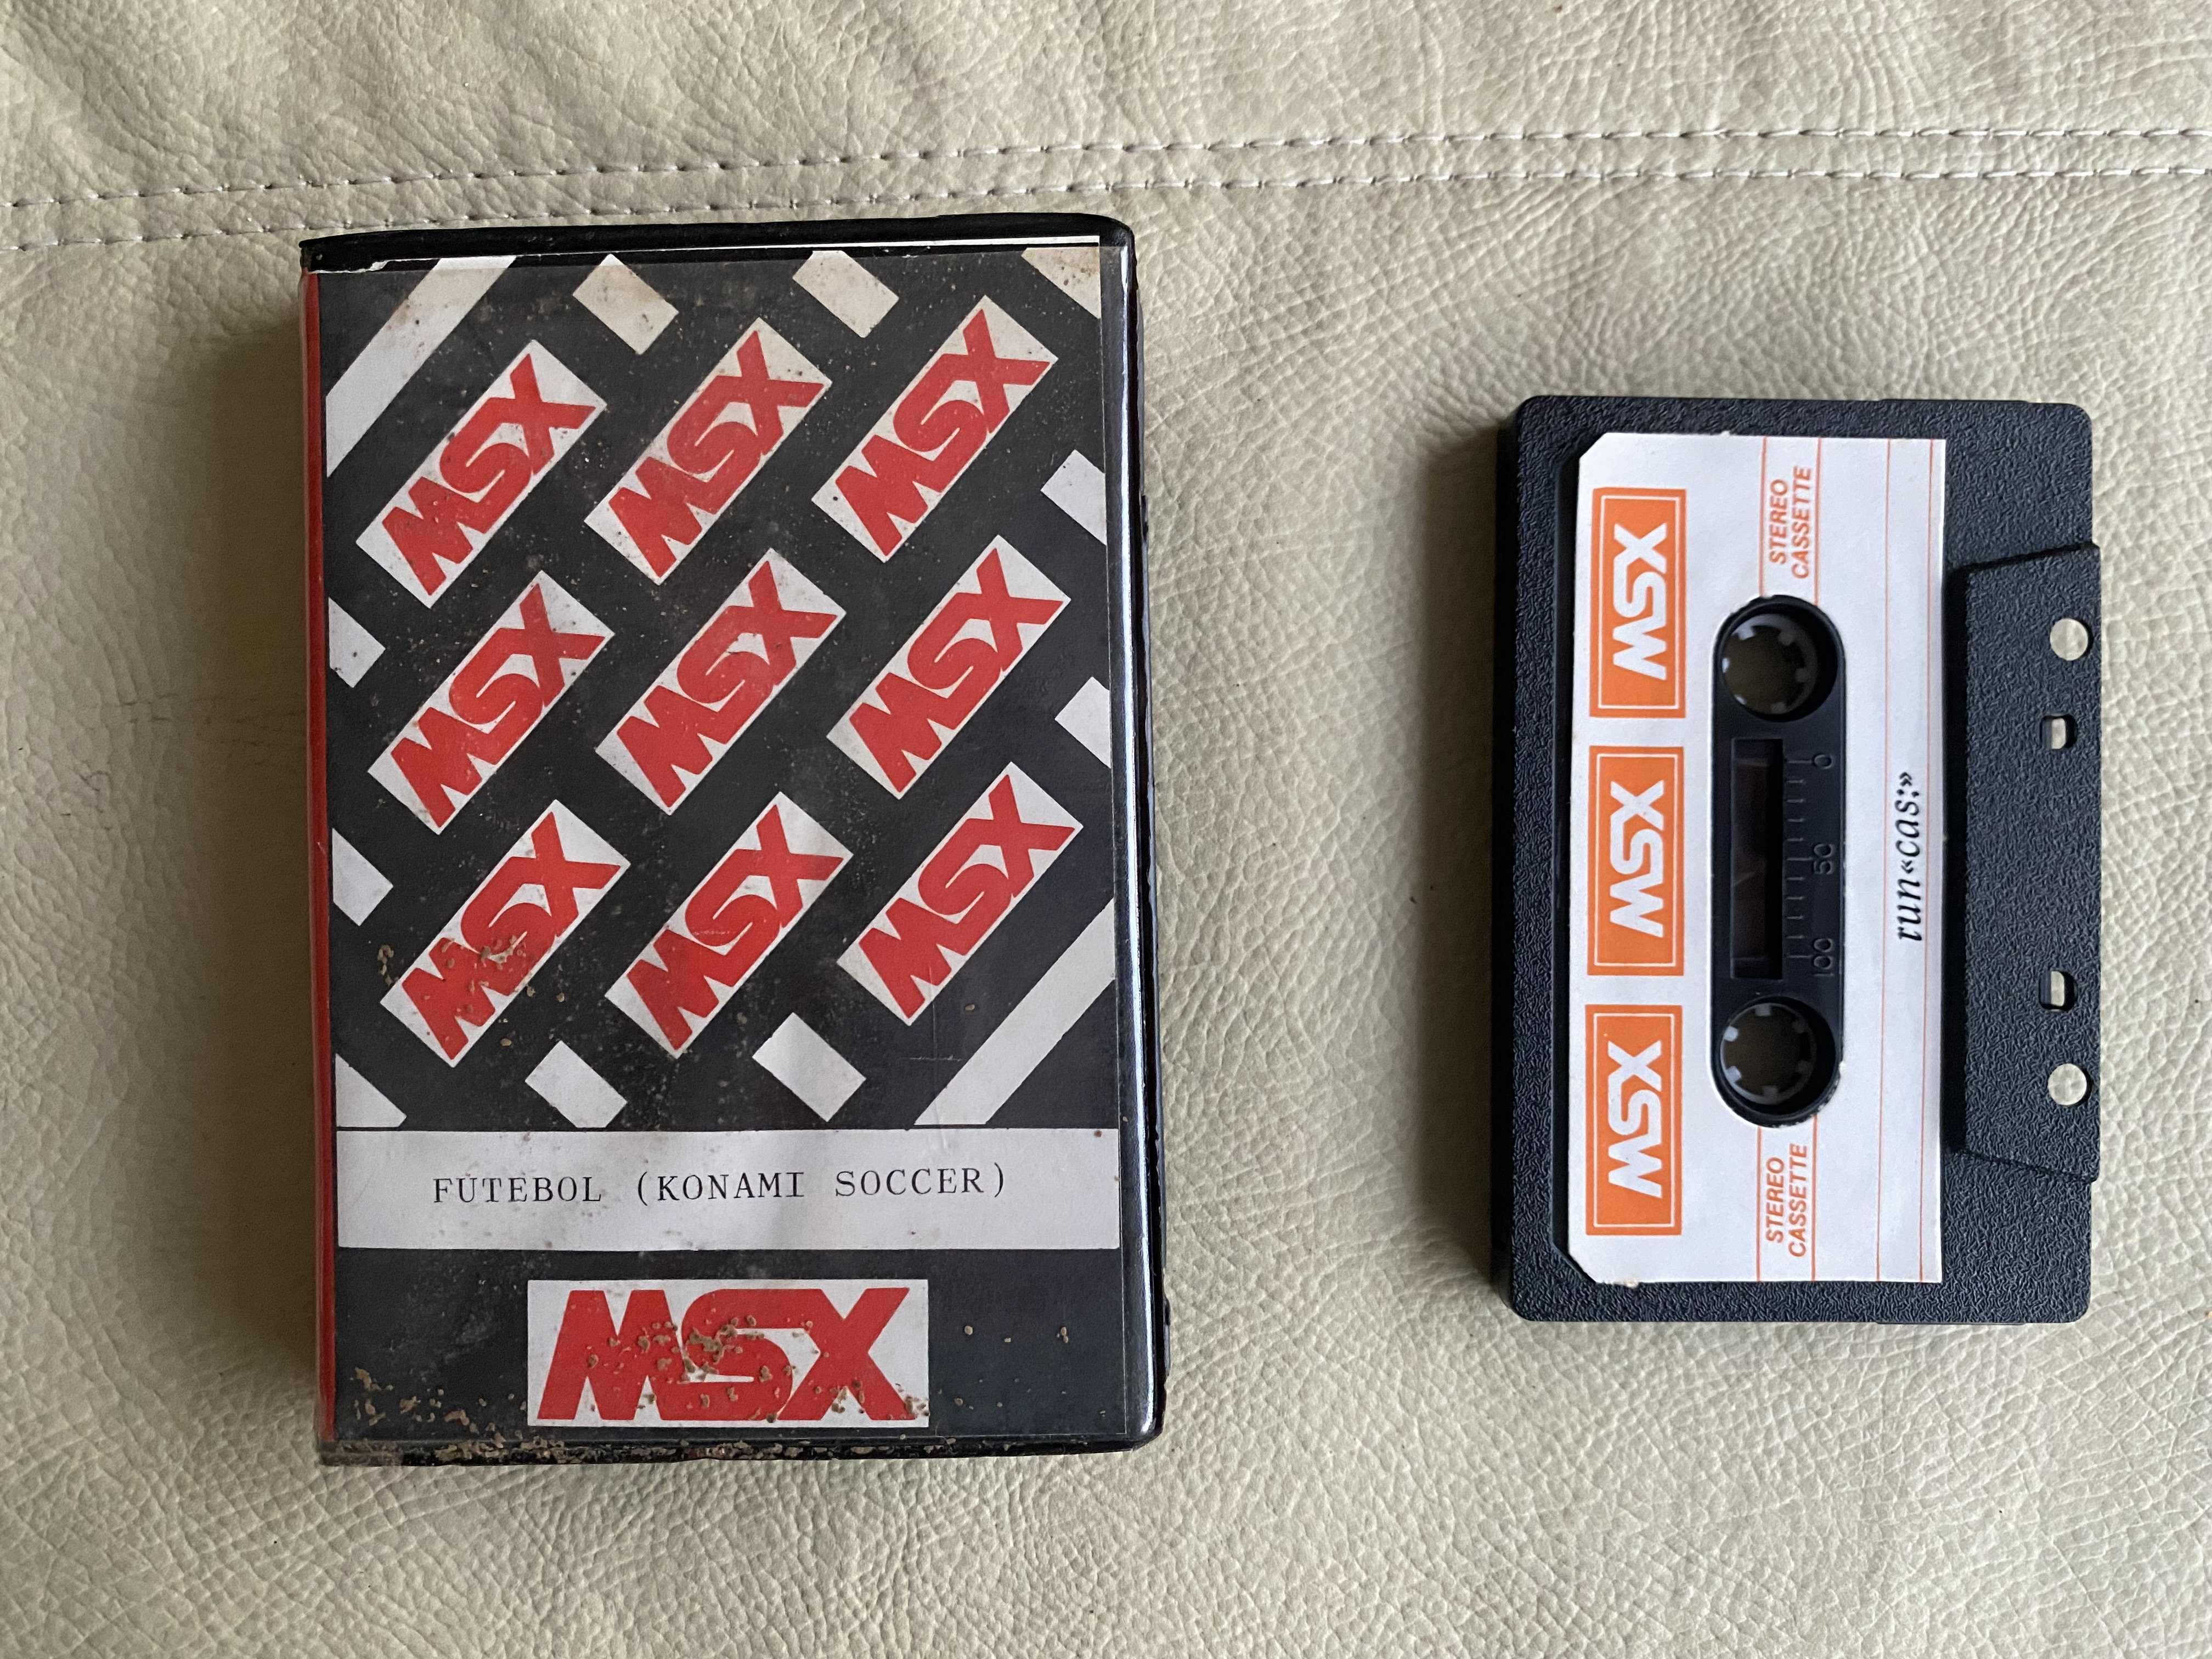 MSX MSX MSX
MSX MSX MSX
MSX MSX MSX
FUTEBOL (KONAMI SOCCER)
MSX
MSX MSX MSX
STEREO
CASSETTE
STEREO
CASSETTE
100 50 0
run«cas:»